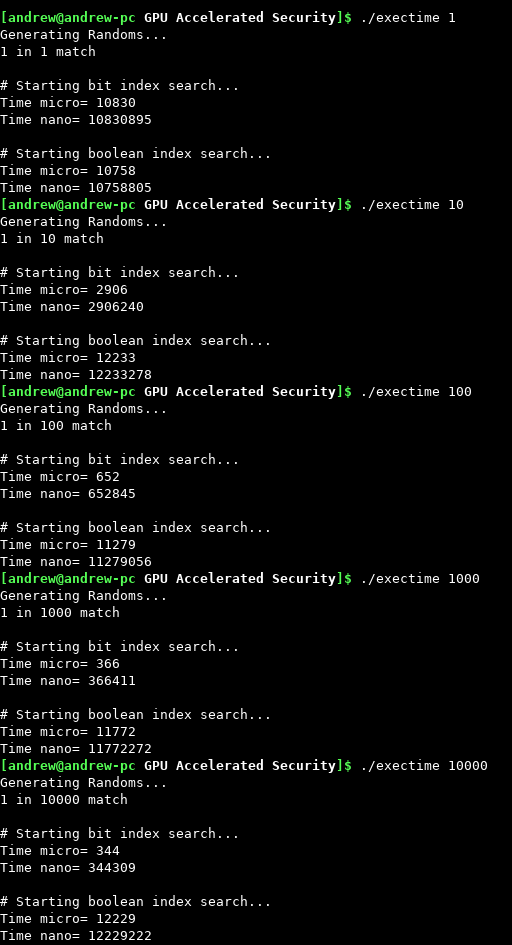 [andrew@andrew-pc GPU Accelerated Security]$ ./exectime 1
Generating Randoms...
1 in 1 match

# Starting bit index search...
Time micro= 10830
Time nano= 10830895

# Starting boolean index search...
Time micro= 10758
Time nano= 10758805
[andrew@andrew-pc GPU Accelerated Security]$ ./exectime 10
Generating Randoms...
1 in 10 match

# Starting bit index search...
Time micro= 2906
Time nano= 2906240

# Starting boolean index search...
Time micro= 12233
Time nano= 12233278
[andrew@andrew-pc GPU Accelerated Security]$ ./exectime 100
Generating Randoms...
1 in 100 match

# Starting bit index search...
Time micro= 652
Time nano= 652845

# Starting boolean index search...
Time micro= 11279
Time nano= 11279056
[andrew@andrew-pc GPU Accelerated Security]$ ./exectime 1000
Generating Randoms...
1 in 1000 match

# Starting bit index search...
Time micro= 366
Time nano= 366411

# Starting boolean index search...
Time micro= 11772
Time nano= 11772272
[andrew@andrew-pc GPU Accelerated Security]$ ./exectime 10000
Generating Randoms...
1 in 10000 match

# Starting bit index search...
Time micro= 344
Time nano= 344309

# Starting boolean index search...
Time micro= 12229
Time nano= 12229222